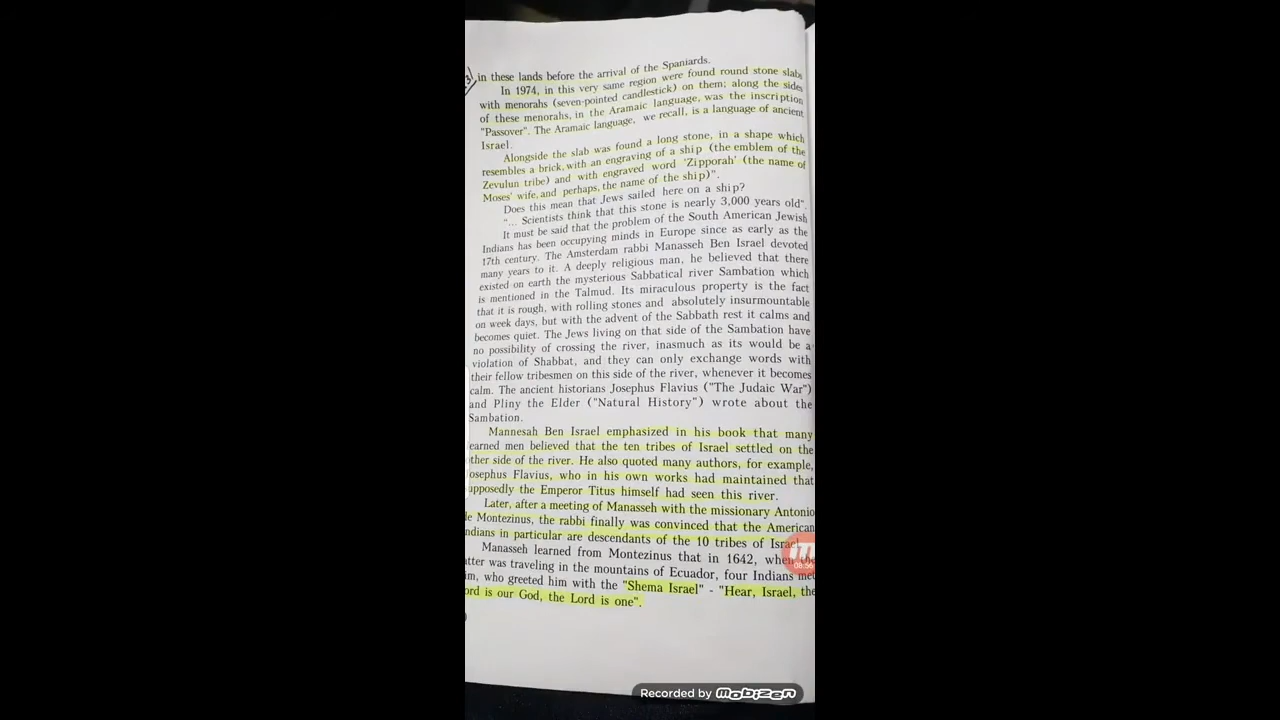 in these lands before the arrival of the Spaniards.
In 1974, in this very same region were found round stone slabs
with menorahs (seven-pointed candlestick) on them; along the sides
of these menorahs, in the Aramaic language, was the inscription
"Passover". The Aramaic language, we recall, is a language of ancient
Israel.
Alongside the slab was found a long stone, in a shape which
resembles a brick, with an engraving of a ship (the emblem of the
Zevulun tribe) and with engraved word 'Zipporah' (the name of
Moses' wife, and perhaps, the name of the ship)".
Does this mean that Jews sailed here on a ship?
"... Scientists think that this stone is nearly 3,000 years old".
It must be said that the problem of the South American Jewish
Indians has been occupying minds in Europe since as early as the
17th century. The Amsterdam rabbi Manasseh Ben Israel devoted
many years to it. A deeply religious man, he believed that there
existed on earth the mysterious Sabbatical river Sambation which
is mentioned in the Talmud. Its miraculous property is the fact
that it is rough, with rolling stones and absolutely insurmountable
on week days, but with the advent of the Sabbath rest it calms and
becomes quiet. The Jews living on that side of the Sambation have
no possibility of crossing the river, inasmuch as its would be a
violation of Shabbat, and they can only exchange words with
their fellow tribesmen on this side of the river, whenever it becomes
calm. The ancient historians Josephus Flavius ("The Judaic War")
and Pliny the Elder ("Natural History") wrote about the
Sambation.
Mannesah Ben Israel emphasized in his book that many
earned men believed that the ten tribes of Israel settled on the
ther side of the river. He also quoted many authors, for example,
osephus Flavius, who in his own works had maintained that
upposedly the Emperor Titus himself had seen this river.
Later, after a meeting of Manasseh with the missionary Antonio
de Montezinus, the rabbi finally was convinced that the American
ndians in particular are descendants of the 10 tribes of Israel.
Manasseh learned from Montezinus that in 1642, when the
atter was traveling in the mountains of Ecuador, four Indians met
im, who greeted him with the "Shema Israel" - "Hear, Israel, the
ord is our God, the Lord is one".
08:56
Recorded by Mobizen